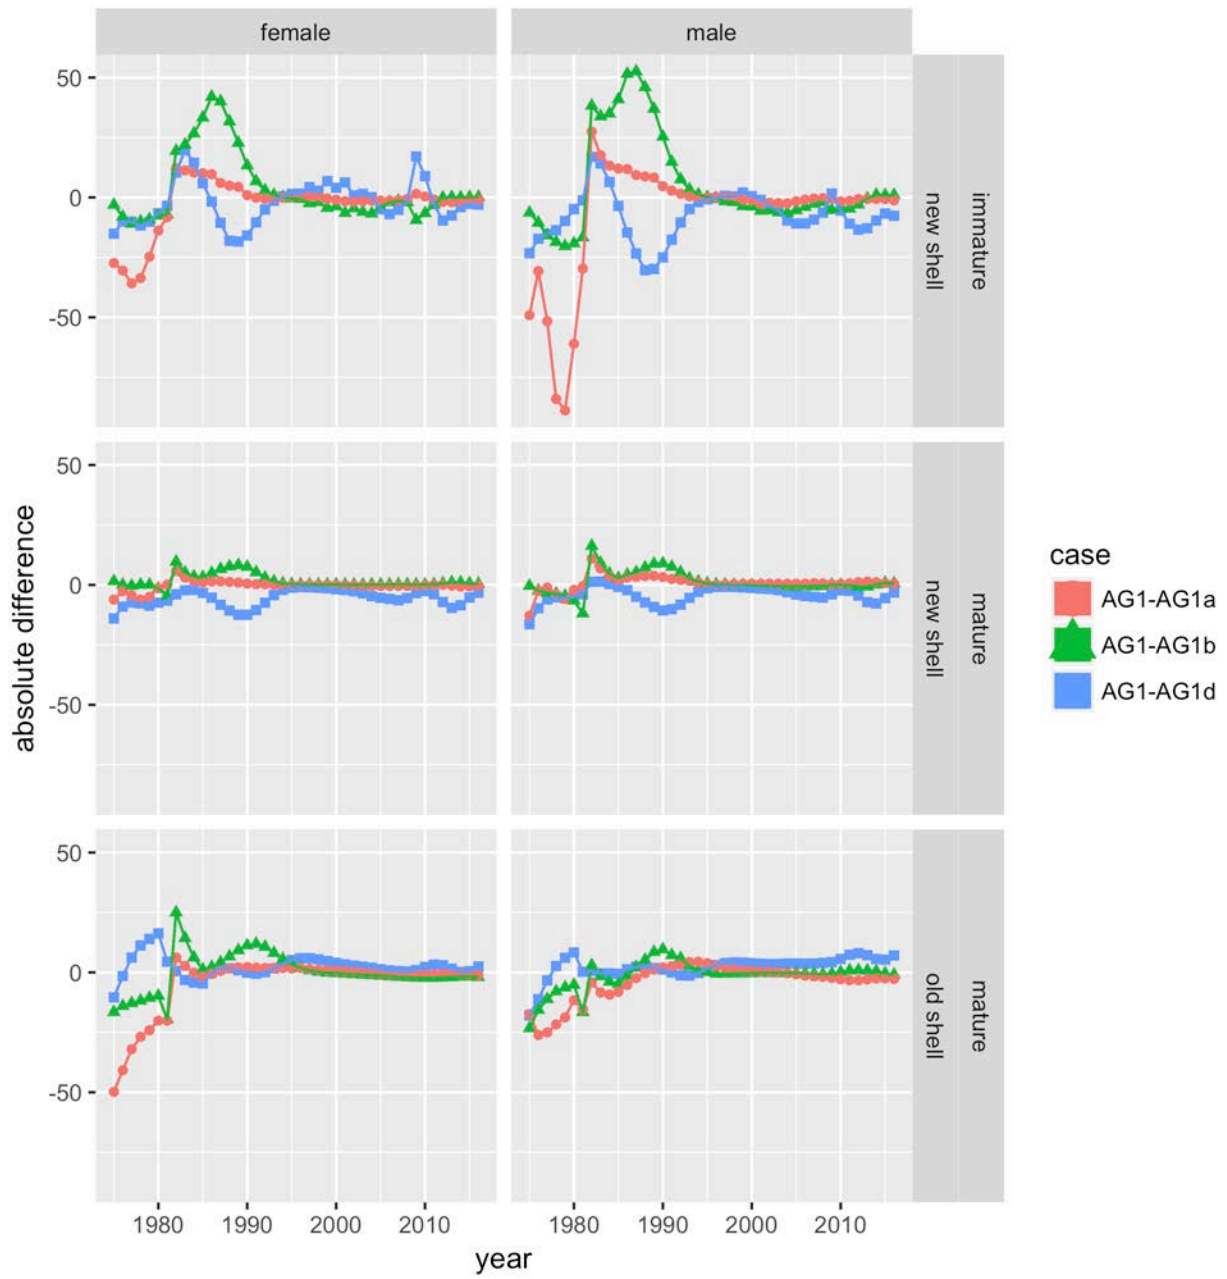 female
male
50
0
-50
new shell
immature
50
0
-50
new shell
mature
50
0
-50
old shell
mature
absolute difference
1980
1990
2000
2010
1980
1990
2000
2010
year
case
AG1-AG1a
AG1-AG1b
AG1-AG1d